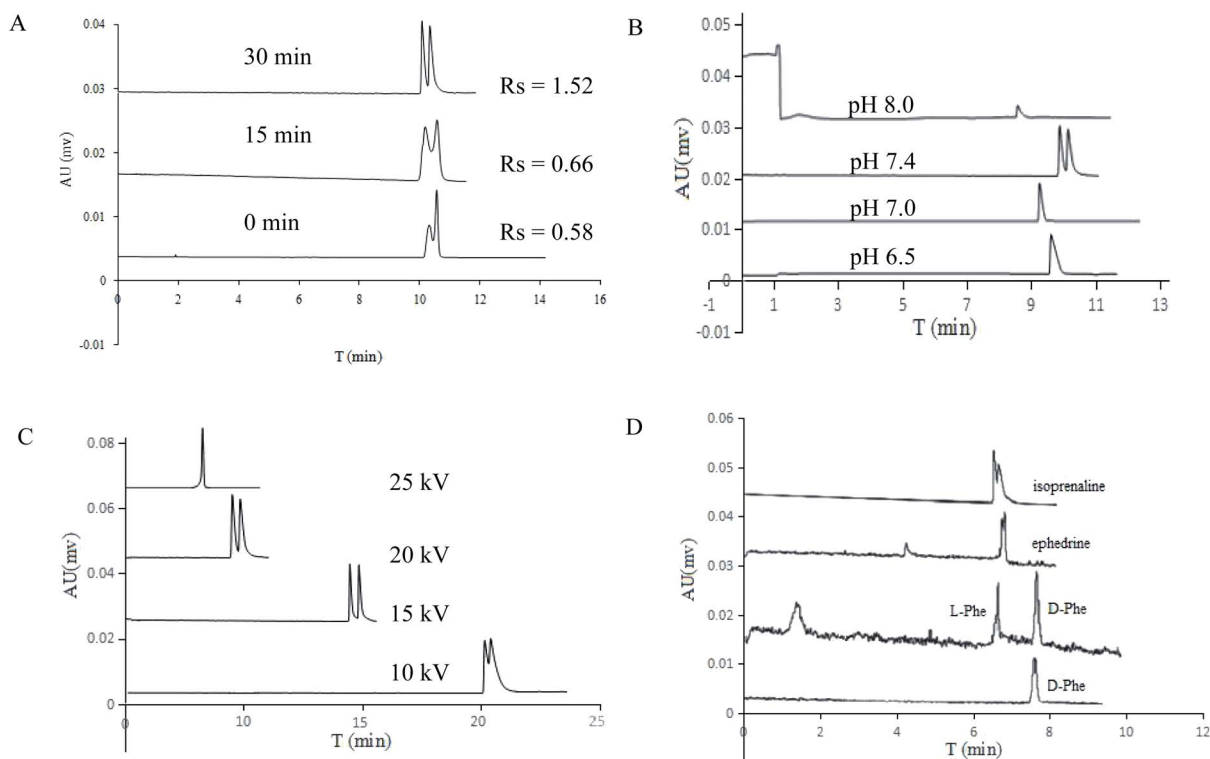 A
0.04
0.03
0.02
0.01
0
-0.01
AU (mv)
30 min
Rs = 1.52
15 min
Rs = 0.66
0 min
Rs = 0.58
0 2 4 6 8 10 12 14 16
T (min)
B
0.05
0.04
0.03
0.02
0.01
0
-0.01
AU(mv)
pH 8.0
pH 7.4
pH 7.0
pH 6.5
-1 1 3 5 7 9 11 13
T (min)
C
0.08
0.06
0.04
0.02
0
AU(mv)
25 kV
20 kV
15 kV
10 kV
0 10 15 20 25
T (min)
D
0.06
0.05
0.04
0.03
0.02
0.01
0.00
AU(mv)
isoprenaline
ephedrine
L-Phe D-Phe
D-Phe
0 2 4 6 8 10 12
T (min)